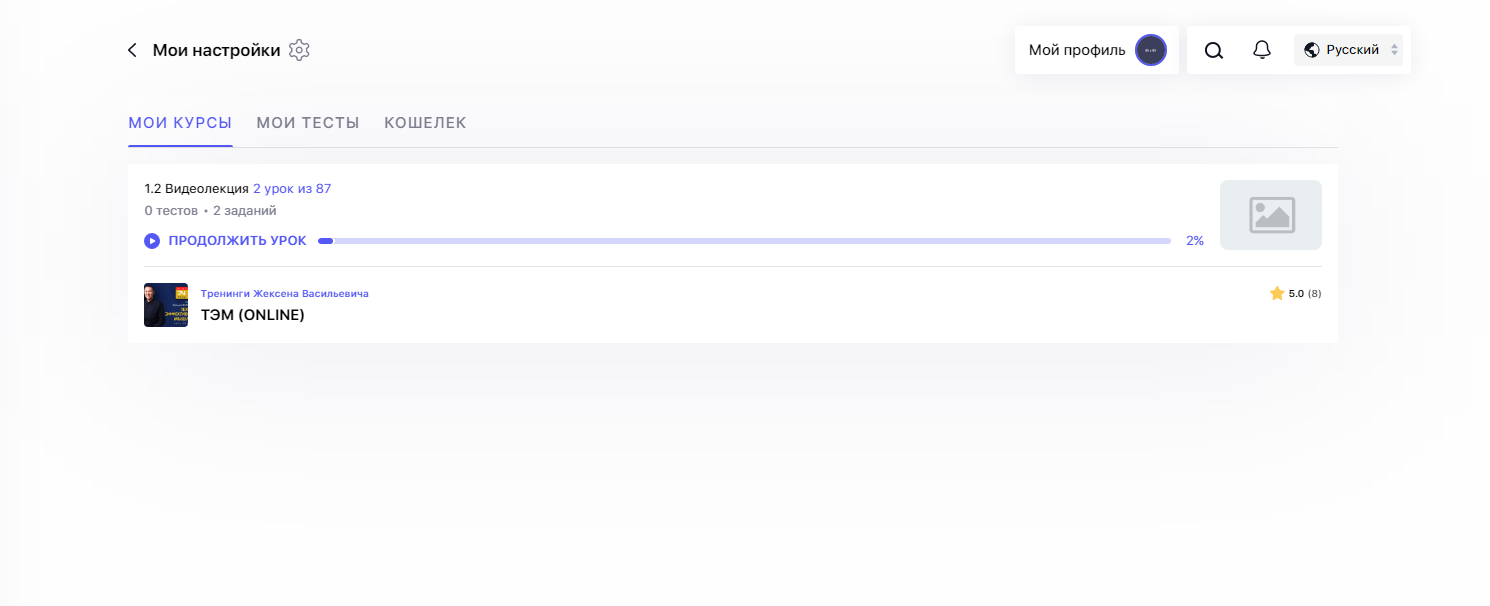 Мои настройки
Мой профиль
Русский
МОИ КУРСЫ МОИ ТЕСТЫ КОШЕЛЕК
1.2 Видеолекция 2 урок из 87
0 тестов • 2 заданий
ПРОДОЛЖИТЬ УРОК 2%
Тренинги Жексена Васильевича
5.0 (8)
ТЭМ (ONLINE)